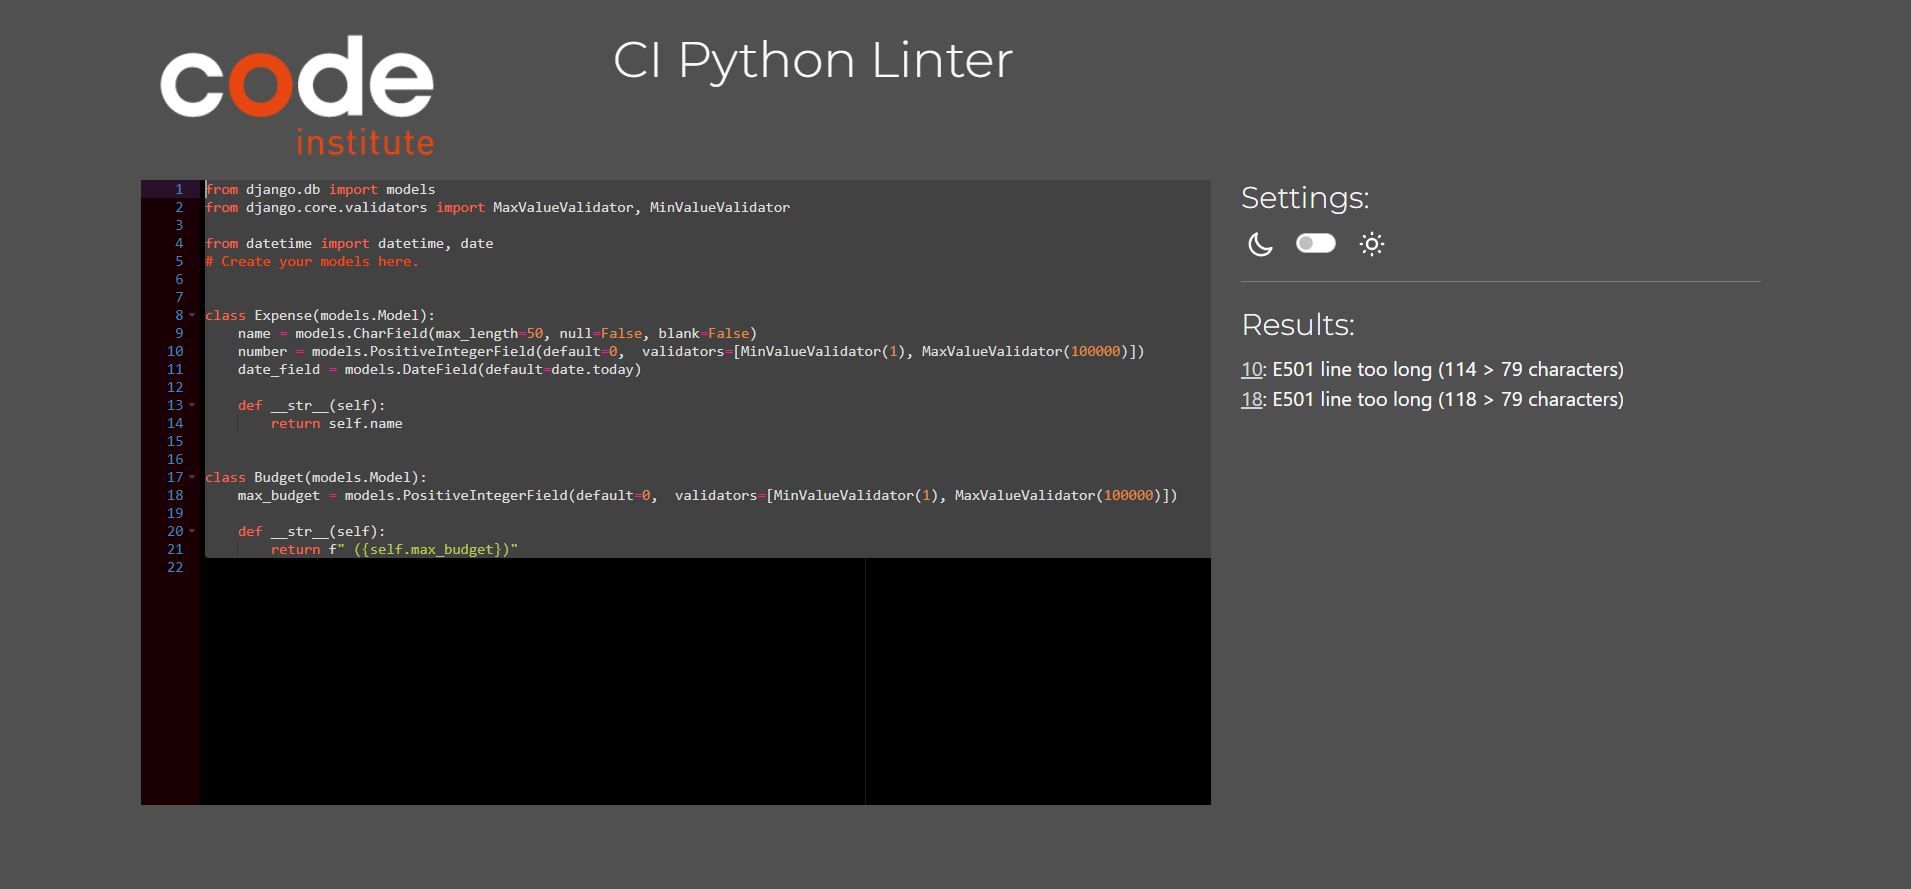 code
institute
CI Python Linter
1 from django.db import models
2 from django.core.validators import MaxValueValidator, MinValueValidator
3
4 from datetime import datetime, date
5 # Create your models here.
6
7
8 class Expense(models.Model):
9     name = models.CharField(max_length=50, null=False, blank=False)
10     number = models.PositiveIntegerField(default=0,  validators=[MinValueValidator(1), MaxValueValidator(100000)])
11     date_field = models.DateField(default=date.today)
12
13     def __str__(self):
14         return self.name
15
16
17 class Budget(models.Model):
18     max_budget = models.PositiveIntegerField(default=0,  validators=[MinValueValidator(1), MaxValueValidator(100000)])
19
20     def __str__(self):
21         return f" ({self.max_budget})"
22
Settings:
Results:
10: E501 line too long (114 > 79 characters)
18: E501 line too long (118 > 79 characters)